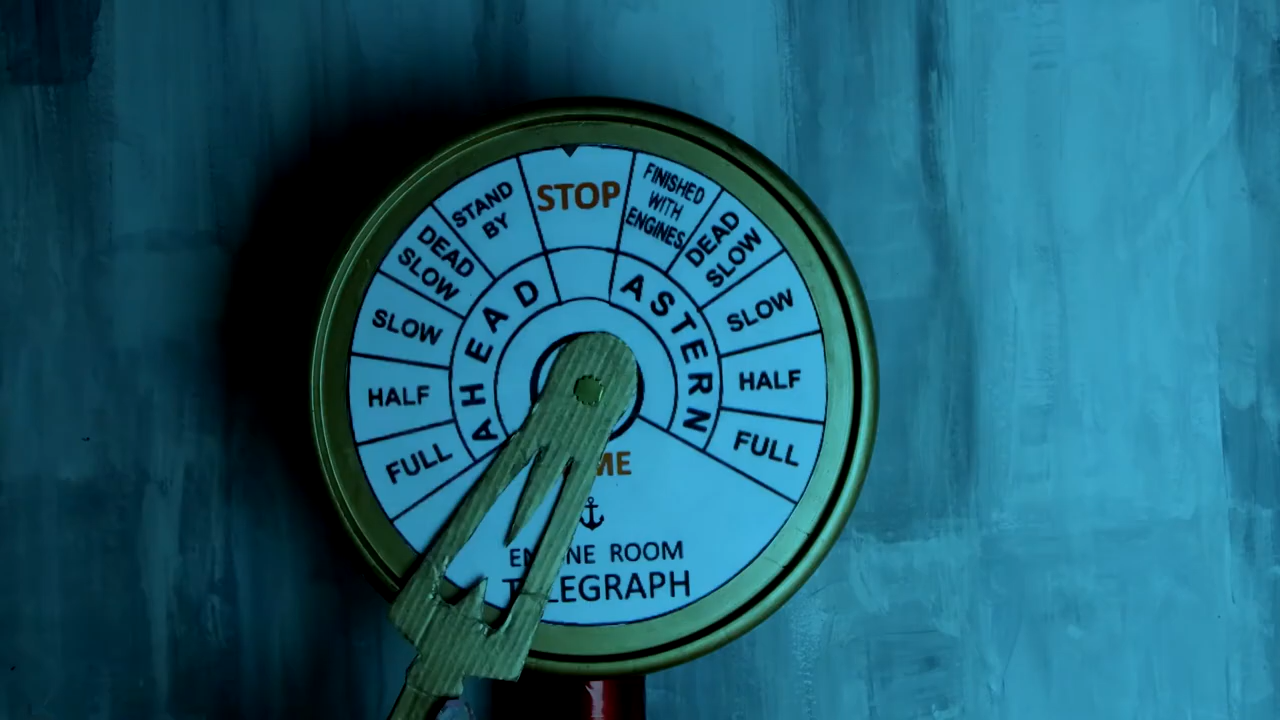 STOP
STAND
BY
DEAD
SLOW
SLOW
HALF
FULL
AHEAD
FINISHED
WITH
ENGINES
DEAD
SLOW
SLOW
HALF
FULL
ASTERN
ROOM